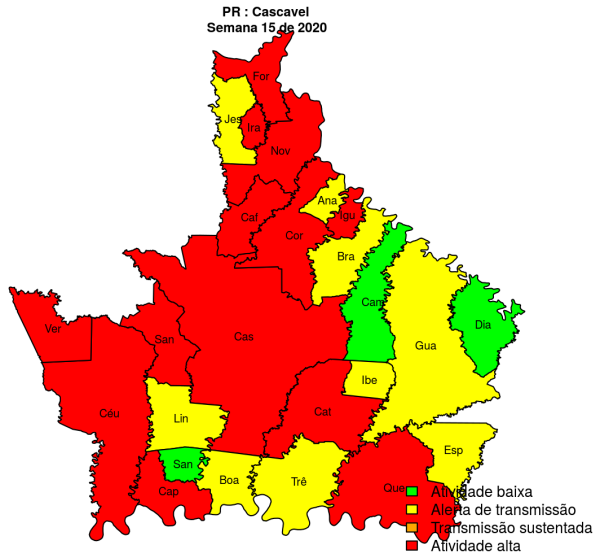 PR : Cascavel
Semana 15 de 2020
For
Jes
Ira
Nov
Ana
Caf
Igu
Cor
Bra
Cam
Dia
Ver
San
Cas
Gua
Ibe
Céu
Lin
Cat
Esp
San
Boa
Trê
Cap
Que
Atividade baixa
Alerta de transmissão
Transmissão sustentada
Atividade alta